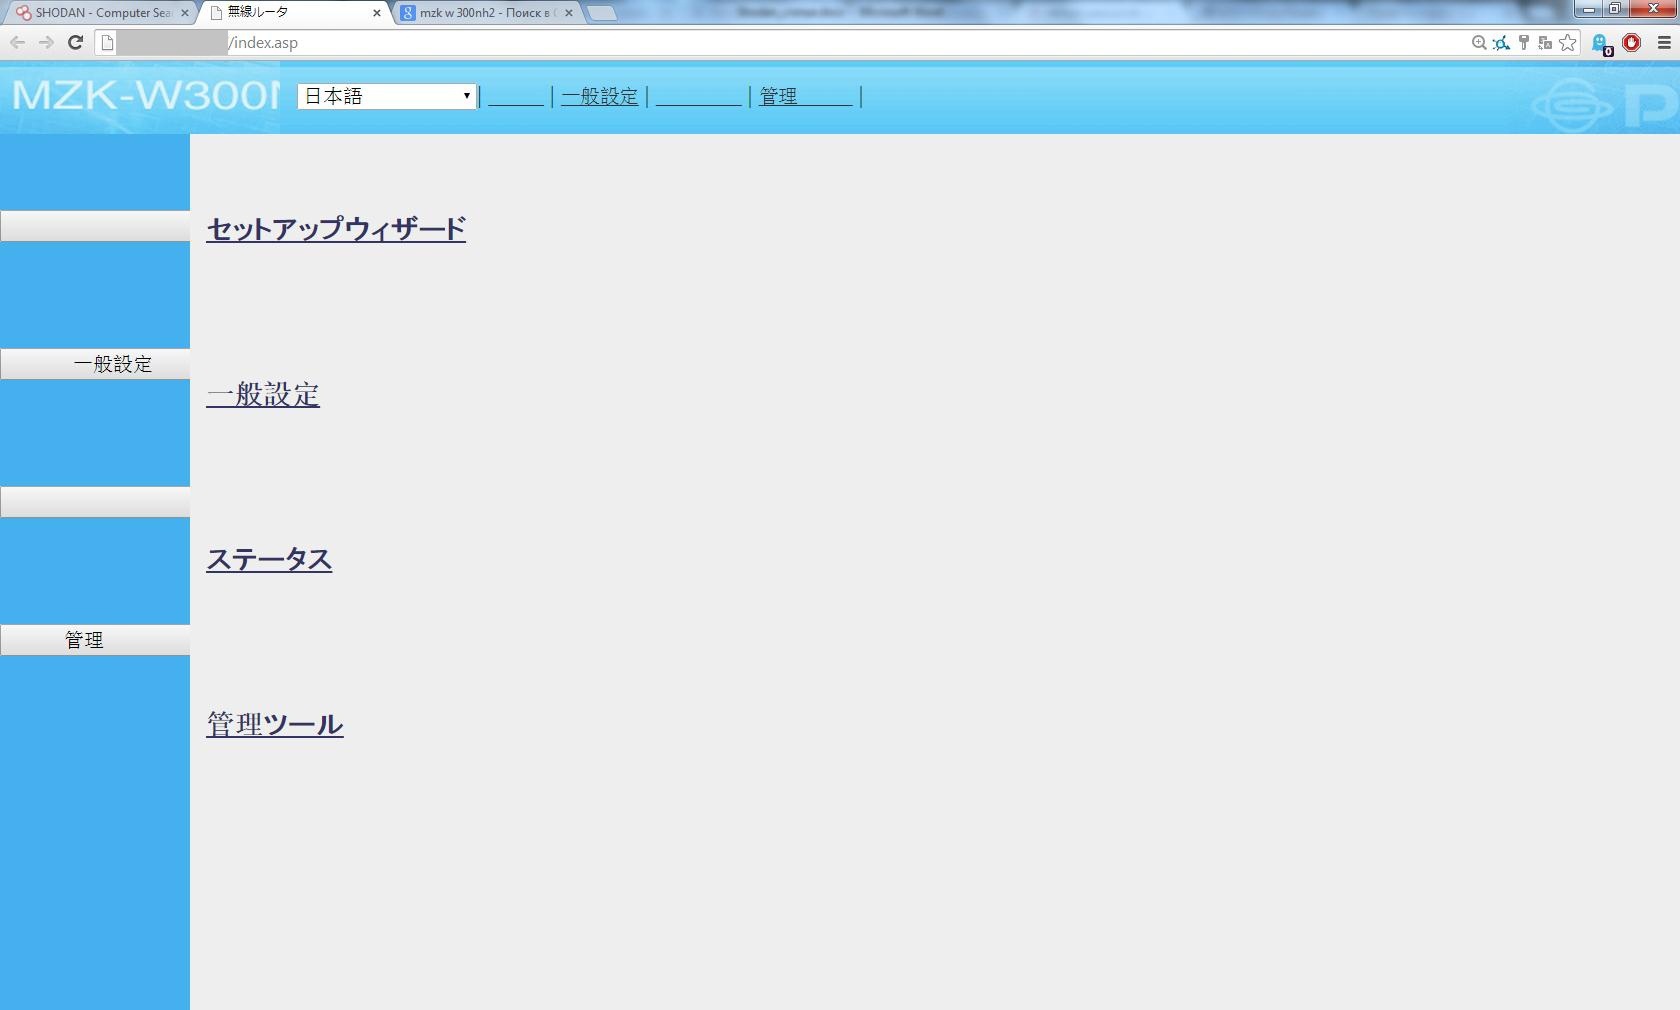 SHODAN - Computer Sea
無線ルータ
mzk w 300nh2 - Поиск в
/index.asp
0
MZK-W300N
日本語
| | 一般設定 | | 管理 |
セットアップウィザード
一般設定
一般設定
ステータス
管理
管理ツール